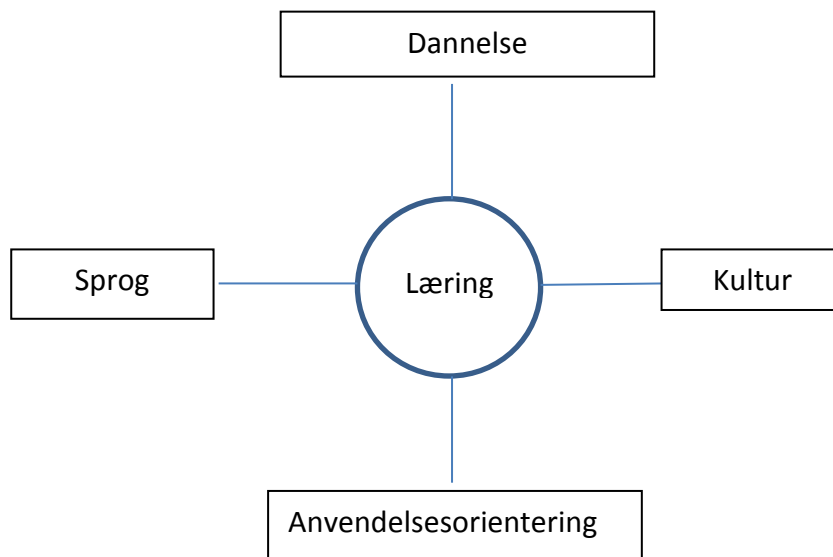 Dannelse
Sprog
Læring
Kultur
Anvendelsesorientering